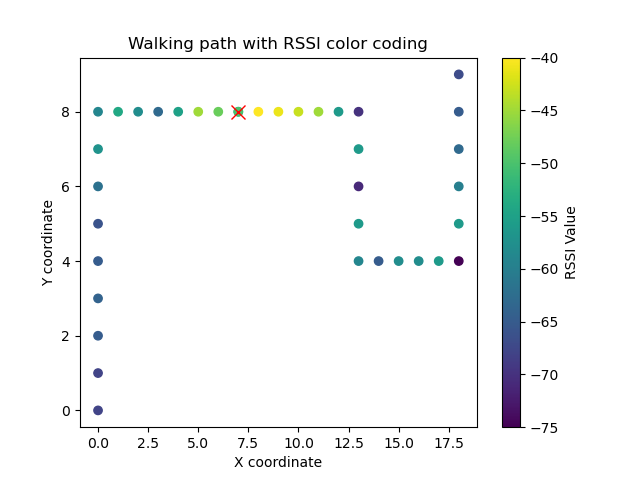 Walking path with RSSI color coding
8
6
4
2
0
0.0 2.5 5.0 7.5 10.0 12.5 15.0 17.5
X coordinate
Y coordinate
−40
−45
−50
−55
−60
−65
−70
−75
RSSI Value